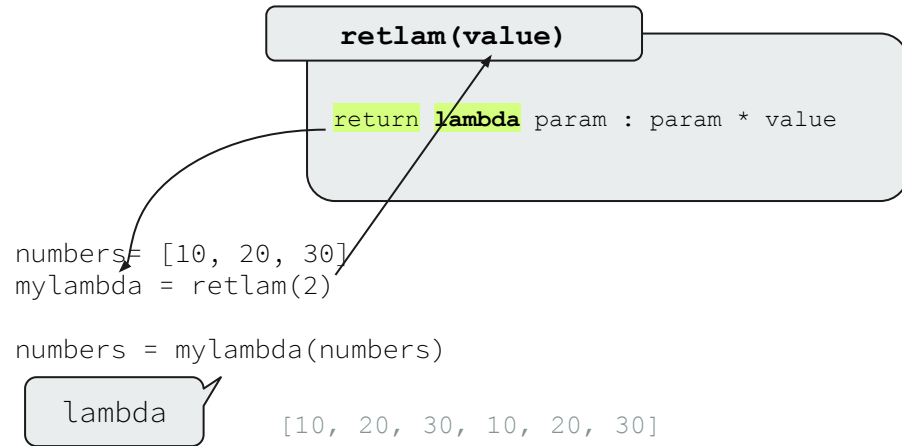 retlam(value)
return lambda param : param * value
numbers= [10, 20, 30]
mylambda = retlam(2)
numbers = mylambda(numbers)
lambda
[10, 20, 30, 10, 20, 30]